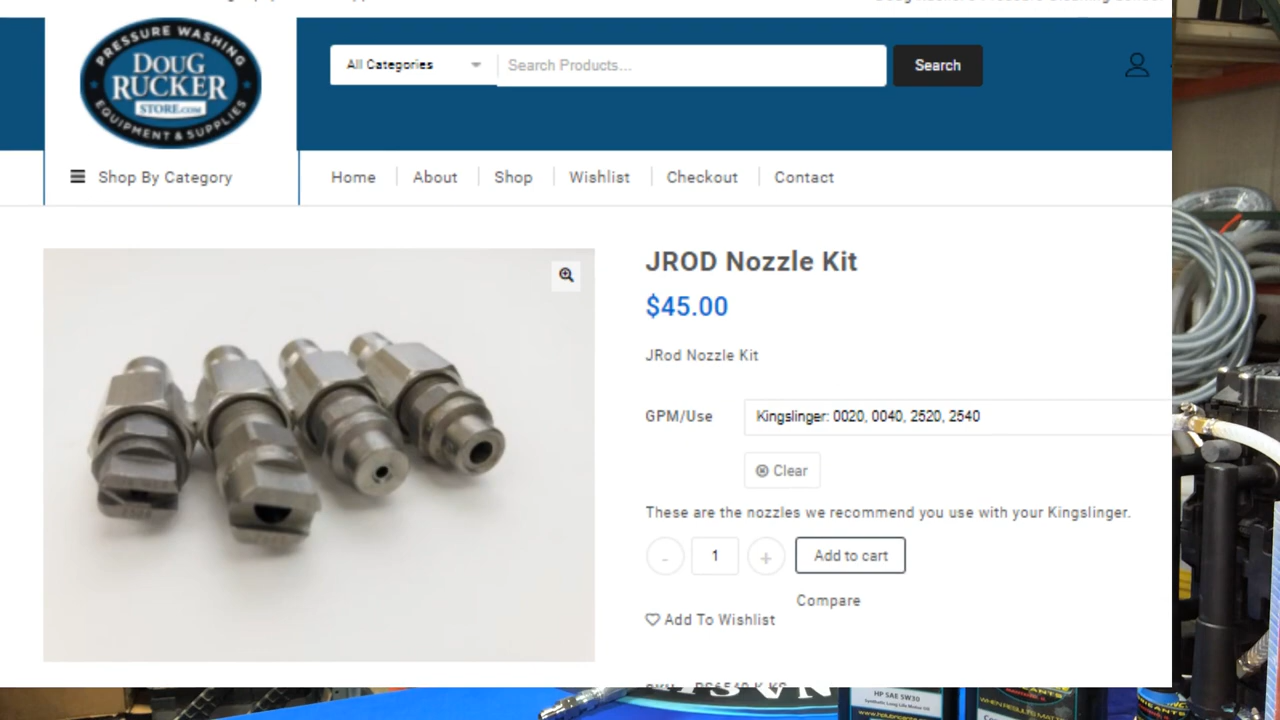 PRESSURE WASHING
DOUG
RUCKER
STORE.COM
EQUIPMENT & SUPPLIES
All Categories
Search Products...
Search
Shop By Category
Home
About
Shop
Wishlist
Checkout
Contact
JROD Nozzle Kit
$45.00
JRod Nozzle Kit
GPM/Use
Kingslinger: 0020, 0040, 2520, 2540
Clear
These are the nozzles we recommend you use with your Kingslinger.
-
1
+
Add to cart
Compare
Add To Wishlist
HP SAE 5W30